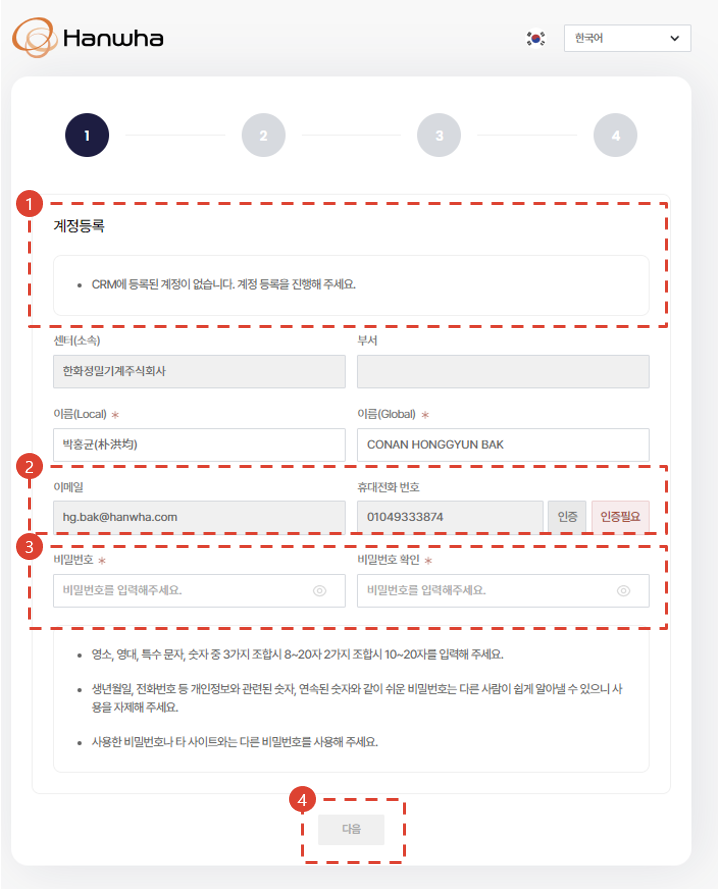 Hanwha
한국어
1
2
3
4
1
계정등록
CRM에 등록된 계정이 없습니다. 계정 등록을 진행해 주세요.
센터(소속)
부서
한화정밀기계주식회사
이름(Local) *
이름(Global) *
박홍균(朴洪均)
CONAN HONGGYUN BAK
2
이메일
휴대전화 번호
hg.bak@hanwha.com
01049333874
인증
인증필요
3
비밀번호 *
비밀번호 확인 *
비밀번호를 입력해주세요.
비밀번호를 입력해주세요.
영소, 영대, 특수 문자, 숫자 중 3가지 조합시 8~20자 2가지 조합시 10~20자를 입력해 주세요.
생년월일, 전화번호 등 개인정보와 관련된 숫자, 연속된 숫자와 같이 쉬운 비밀번호는 다른 사람이 쉽게 알아낼 수 있으니 사
용을 자제해 주세요.
사용한 비밀번호나 타 사이트와는 다른 비밀번호를 사용해 주세요.
4
다음